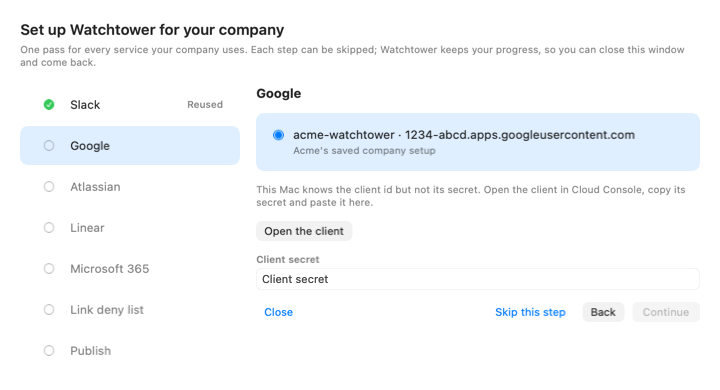 Set up Watchtower for your company
One pass for every service your company uses. Each step can be skipped; Watchtower keeps your progress, so you can close this window
and come back.
Slack Reused
Google
Atlassian
Linear
Microsoft 365
Link deny list
Publish
Google
acme-watchtower · 1234-abcd.apps.googleusercontent.com
Acme's saved company setup
This Mac knows the client id but not its secret. Open the client in Cloud Console, copy its
secret and paste it here.
Open the client
Client secret
Client secret
Close Skip this step Back Continue